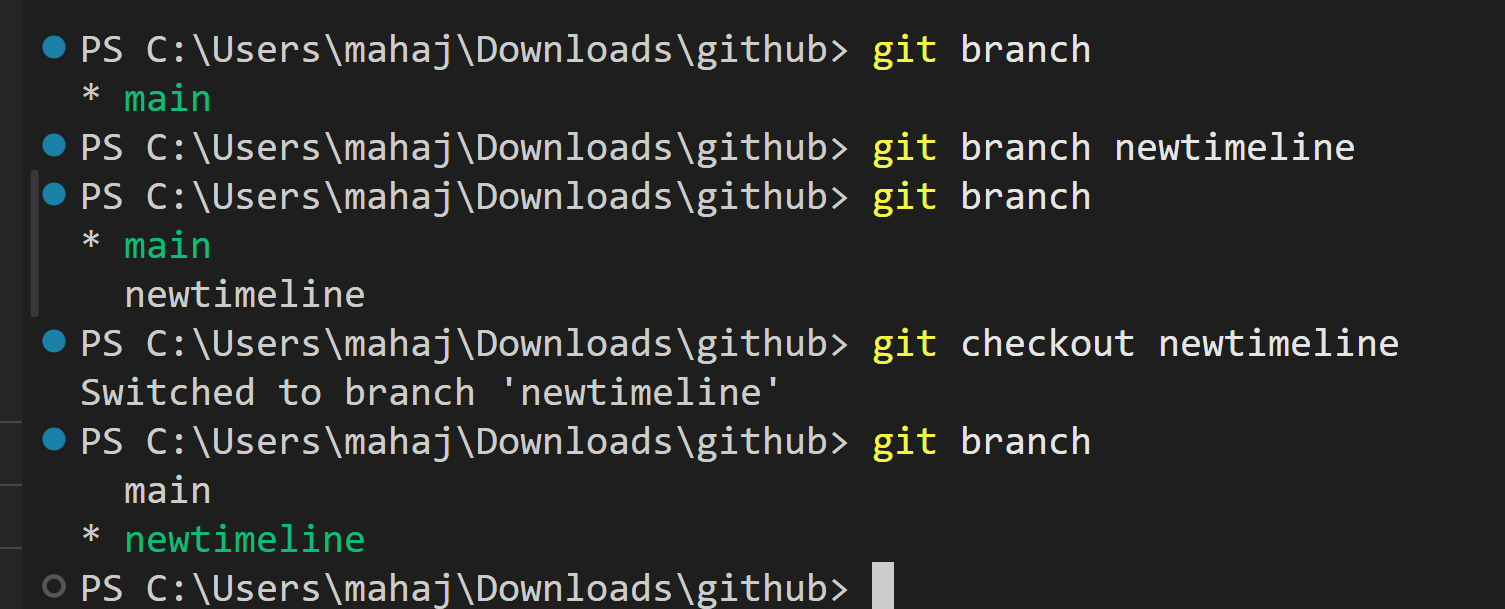 PS C:\Users\mahaj\Downloads\github> git branch
* main
PS C:\Users\mahaj\Downloads\github> git branch newtimeline
PS C:\Users\mahaj\Downloads\github> git branch
* main
  newtimeline
PS C:\Users\mahaj\Downloads\github> git checkout newtimeline
Switched to branch 'newtimeline'
PS C:\Users\mahaj\Downloads\github> git branch
  main
* newtimeline
PS C:\Users\mahaj\Downloads\github>